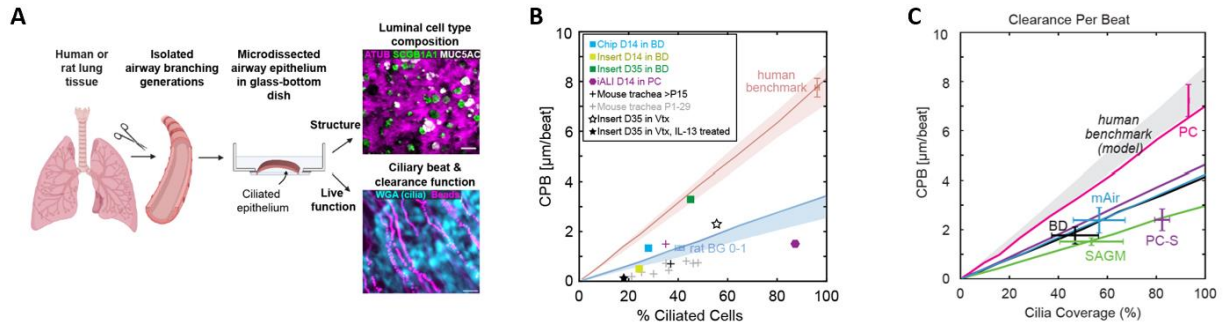 A
Human or
rat lung
tissue
Isolated
airway branching
generations
Microdissected
airway epithelium
in glass-bottom
dish
Ciliated
epithelium
Structure
Live
function
Luminal cell type
composition
ATUB SCGB1A1 MUC5AC
Ciliary beat &
clearance function
WGA (cilia) Beads
B
CPB [µm/beat]
10
8
6
4
2
0
0
20
40
60
80
100
% Ciliated Cells
Chip D14 in BD
Insert D14 in BD
Insert D35 in BD
iALI D14 in PC
Mouse trachea >P15
Mouse trachea P1-29
Insert D35 in Vtx
Insert D35 in Vtx, IL-13 treated
human
benchmark
rat BG 0-1
C
Clearance Per Beat
CPB [µm/beat]
10
8
6
4
2
0
0
20
40
60
80
100
Cilia Coverage (%)
human
benchmark
(model)
PC
mAir
BD
PC-S
SAGM